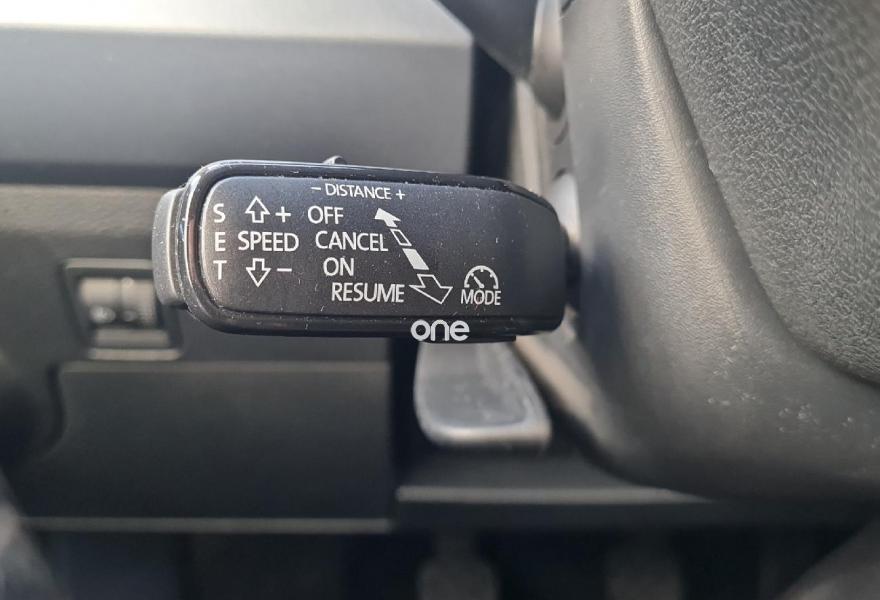 - DISTANCE +
S + OFF
E SPEED CANCEL
T - ON
RESUME MODE
one